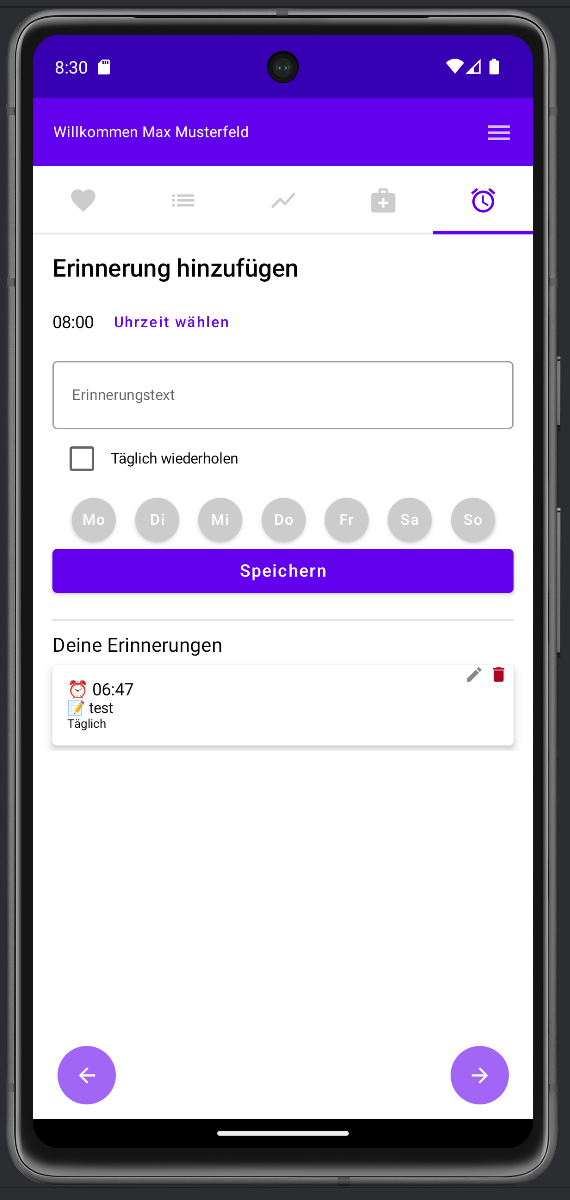 8:30
Willkommen Max Musterfeld
Erinnerung hinzufügen
08:00 Uhrzeit wählen
Erinnerungstext
Täglich wiederholen
Mo Di Mi Do Fr Sa So
Speichern
Deine Erinnerungen
⏰ 06:47
📝 test
Täglich